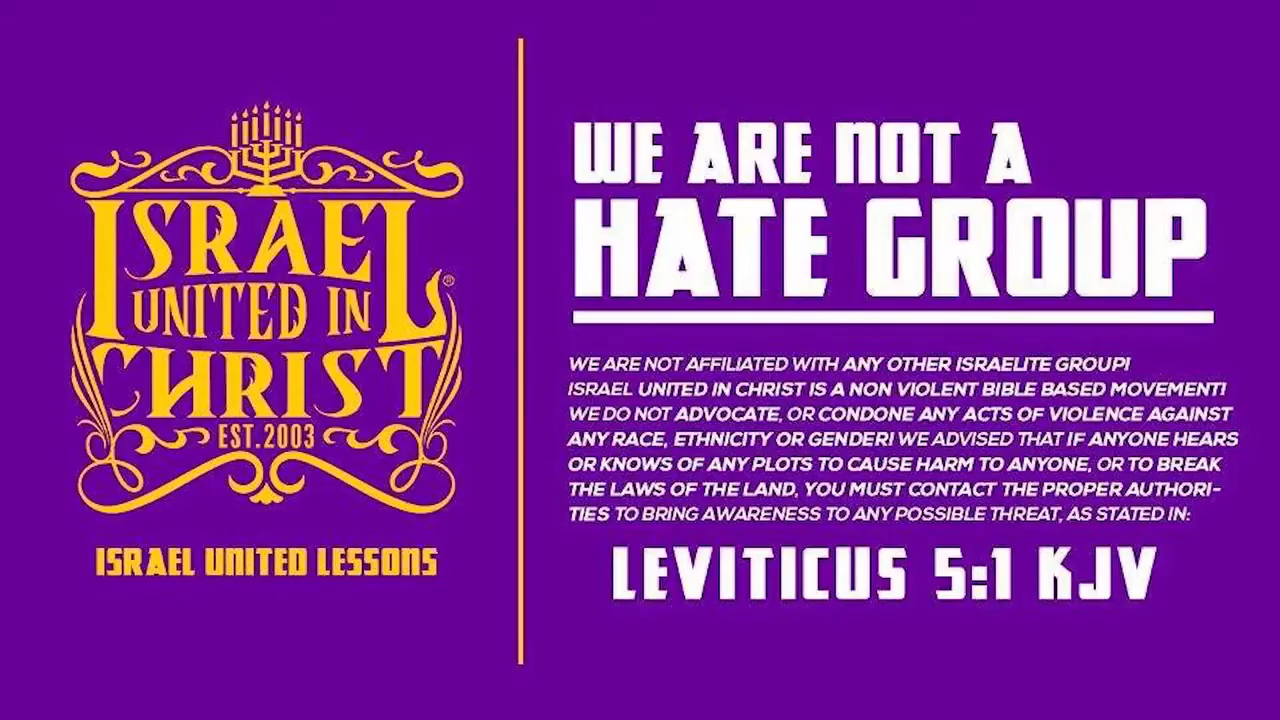 ISRAEL
UNITED IN
CHRIST
EST.2003
®
ISRAEL UNITED LESSONS
WE ARE NOT A
HATE GROUP
WE ARE NOT AFFILIATED WITH ANY OTHER ISRAELITE GROUP!
ISRAEL UNITED IN CHRIST IS A NON VIOLENT BIBLE BASED MOVEMENT!
WE DO NOT ADVOCATE, OR CONDONE ANY ACTS OF VIOLENCE AGAINST
ANY RACE, ETHNICITY OR GENDER! WE ADVISED THAT IF ANYONE HEARS
OR KNOWS OF ANY PLOTS TO CAUSE HARM TO ANYONE, OR TO BREAK
THE LAWS OF THE LAND, YOU MUST CONTACT THE PROPER AUTHORI-
TIES TO BRING AWARENESS TO ANY POSSIBLE THREAT, AS STATED IN:
LEVITICUS 5:1 KJV